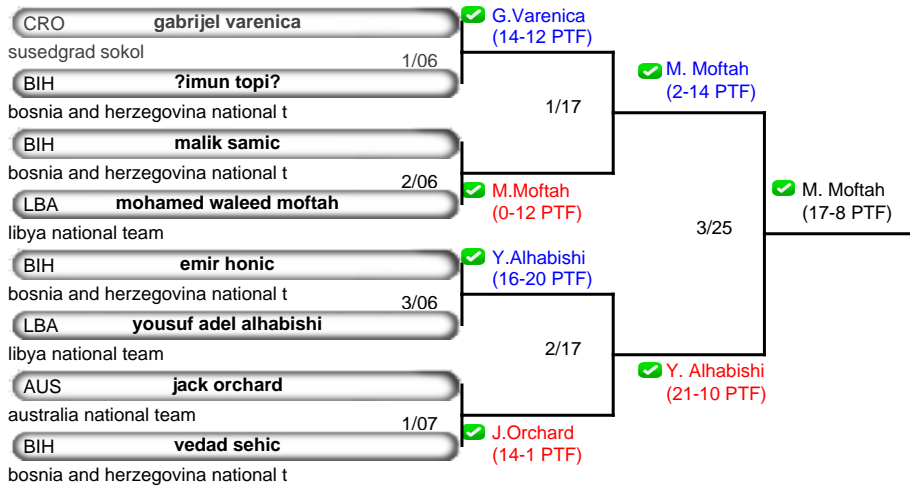 CRO gabrijel varenica
susedgrad sokol
1/06
BIH ?imun topi?
bosnia and herzegovina national t
G.Varenica
(14-12 PTF)
1/17
BIH malik samic
bosnia and herzegovina national t
2/06
LBA mohamed waleed moftah
libya national team
M.Moftah
(0-12 PTF)
M. Moftah
(2-14 PTF)
3/25
M. Moftah
(17-8 PTF)
BIH emir honic
bosnia and herzegovina national t
3/06
LBA yousuf adel alhabishi
libya national team
Y.Alhabishi
(16-20 PTF)
2/17
AUS jack orchard
australia national team
1/07
BIH vedad sehic
bosnia and herzegovina national t
J.Orchard
(14-1 PTF)
Y. Alhabishi
(21-10 PTF)